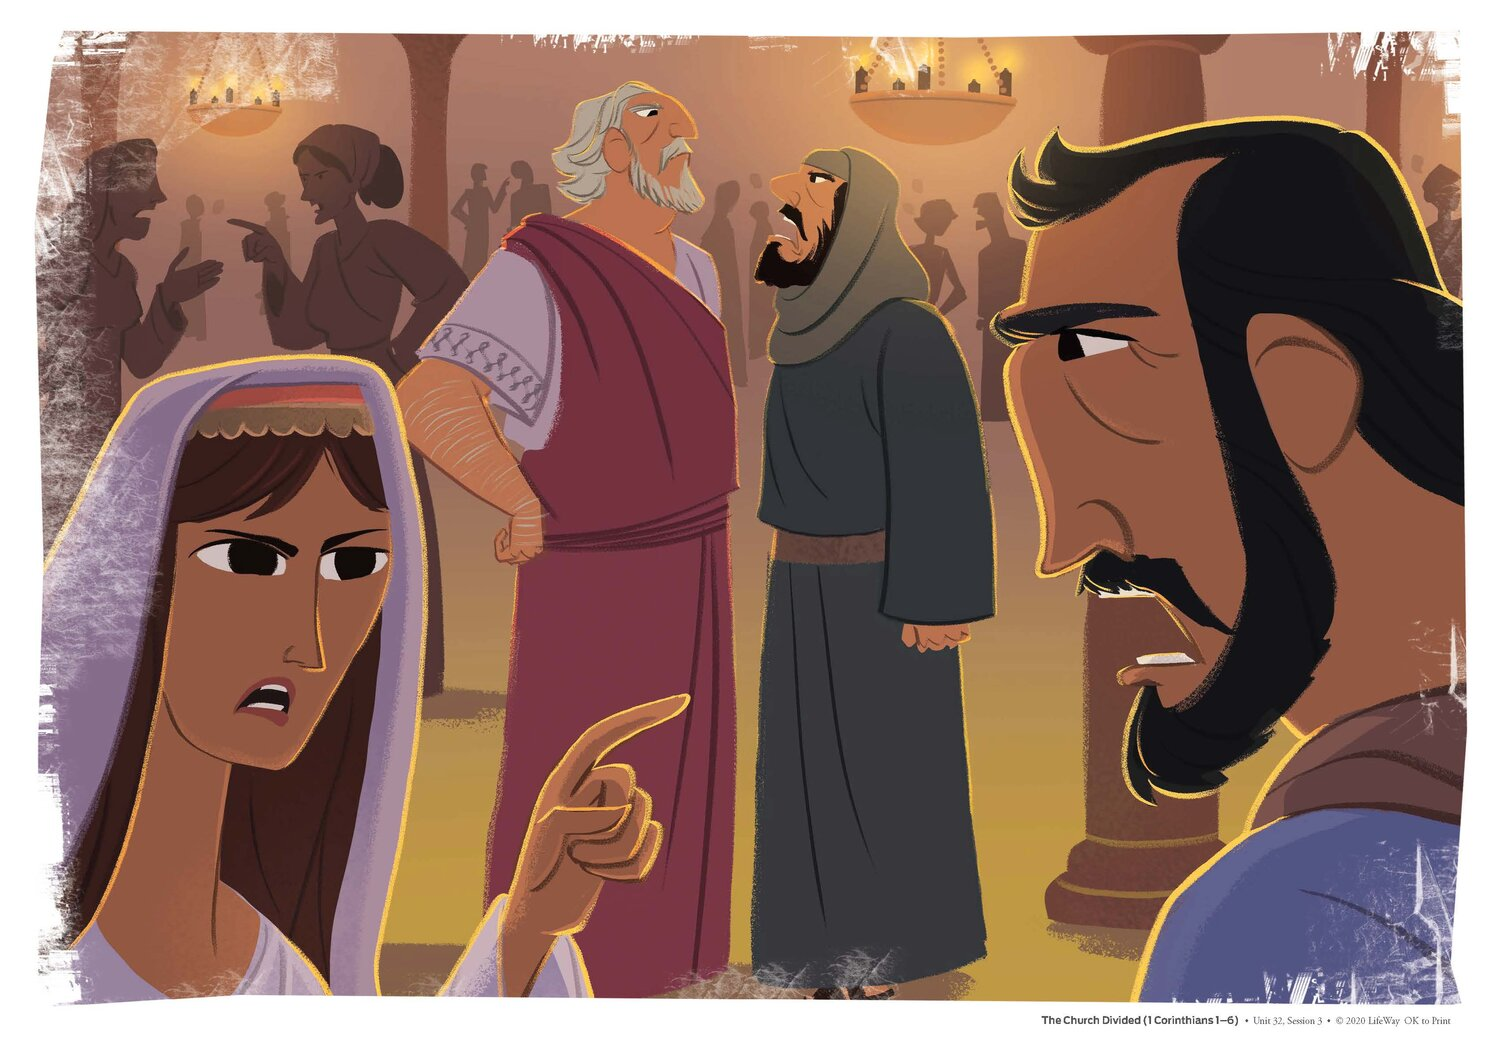 The Church Divided (1 Corinthians 1–6) • Unit 32, Session 3 • © 2020 LifeWay OK to Print